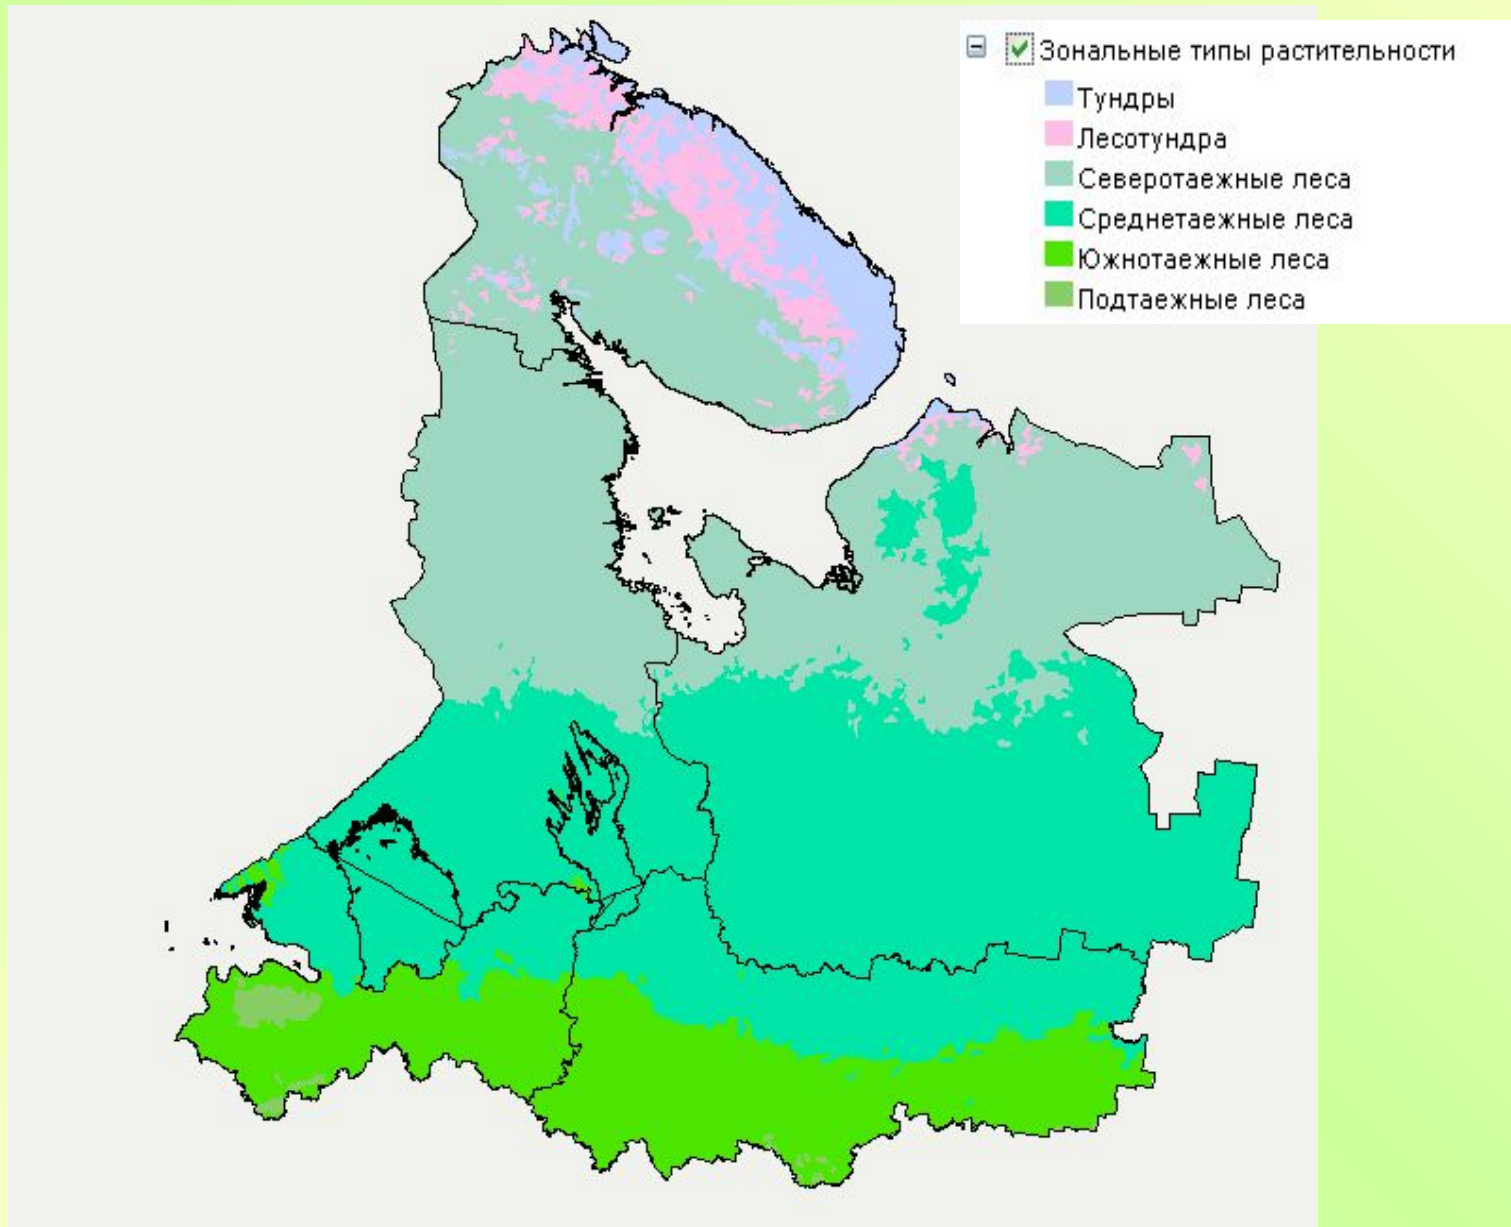 Зональные типы растительности
Тундры
Лесотундра
Северотаежные леса
Среднетаежные леса
Южнотаежные леса
Подтаежные леса